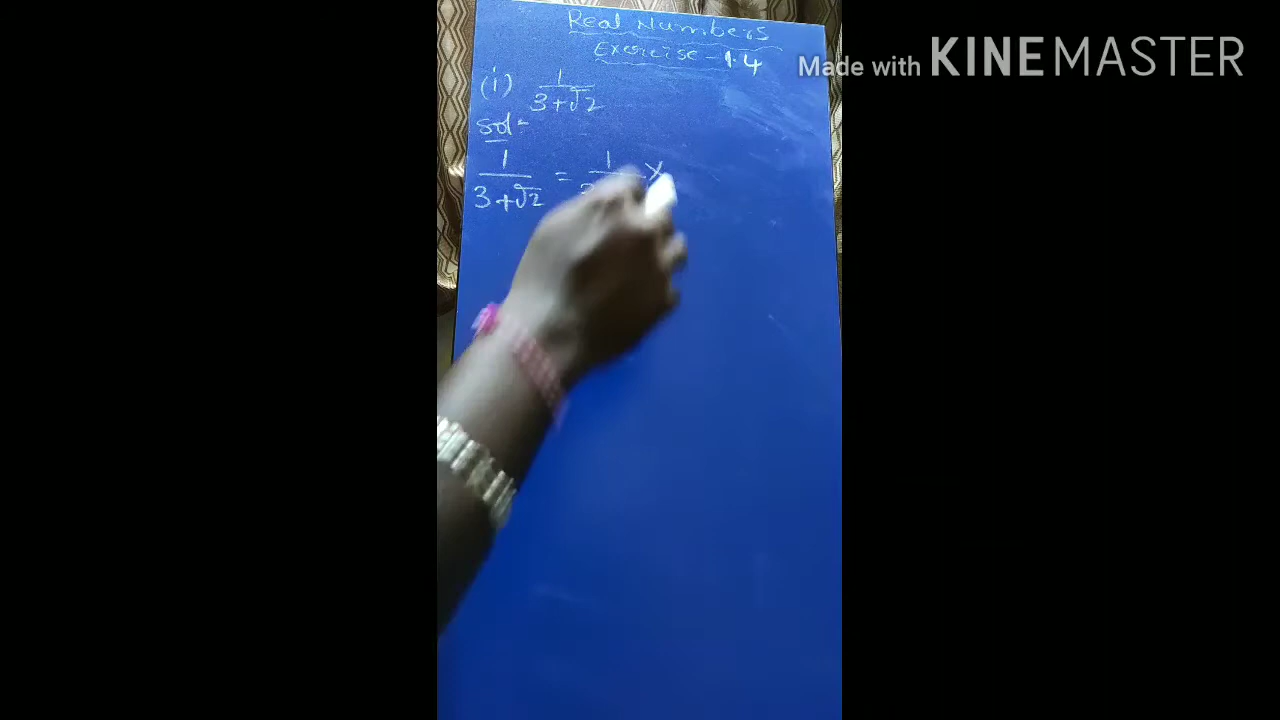 Made with KINEMASTER
Real Numbers
Exercise - 1.4
(i) 1/3+√2
Sol-
1/3+√2 = 1/ ×